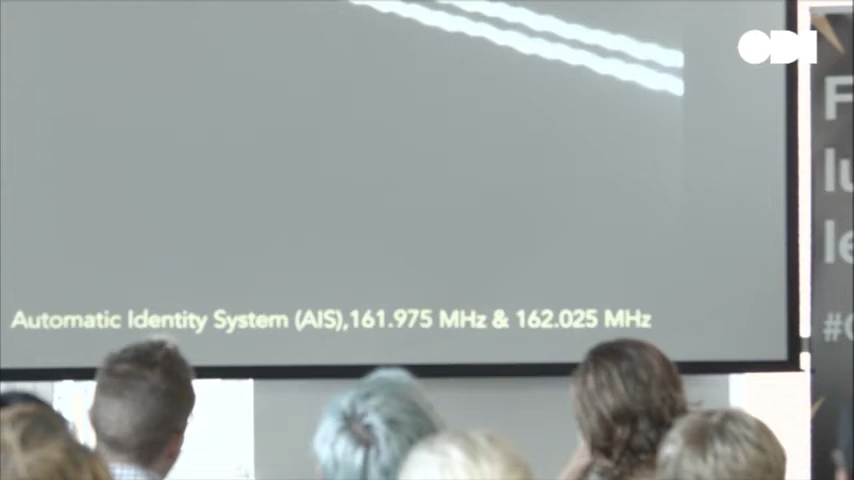 ODI
Automatic Identity System (AIS),161.975 MHz & 162.025 MHz